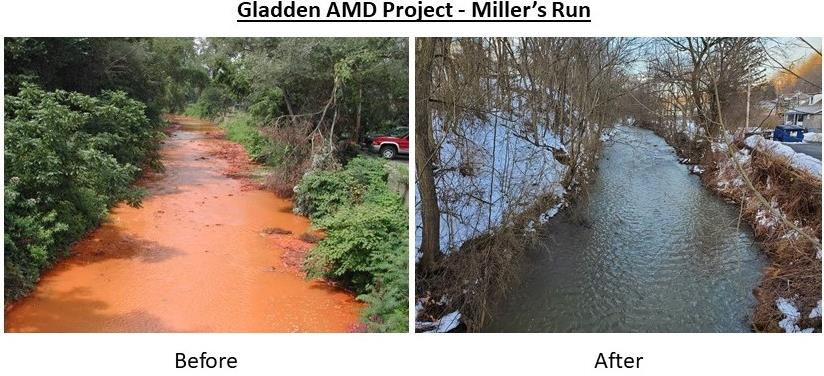 Gladden AMD Project - Miller's Run
Before
After